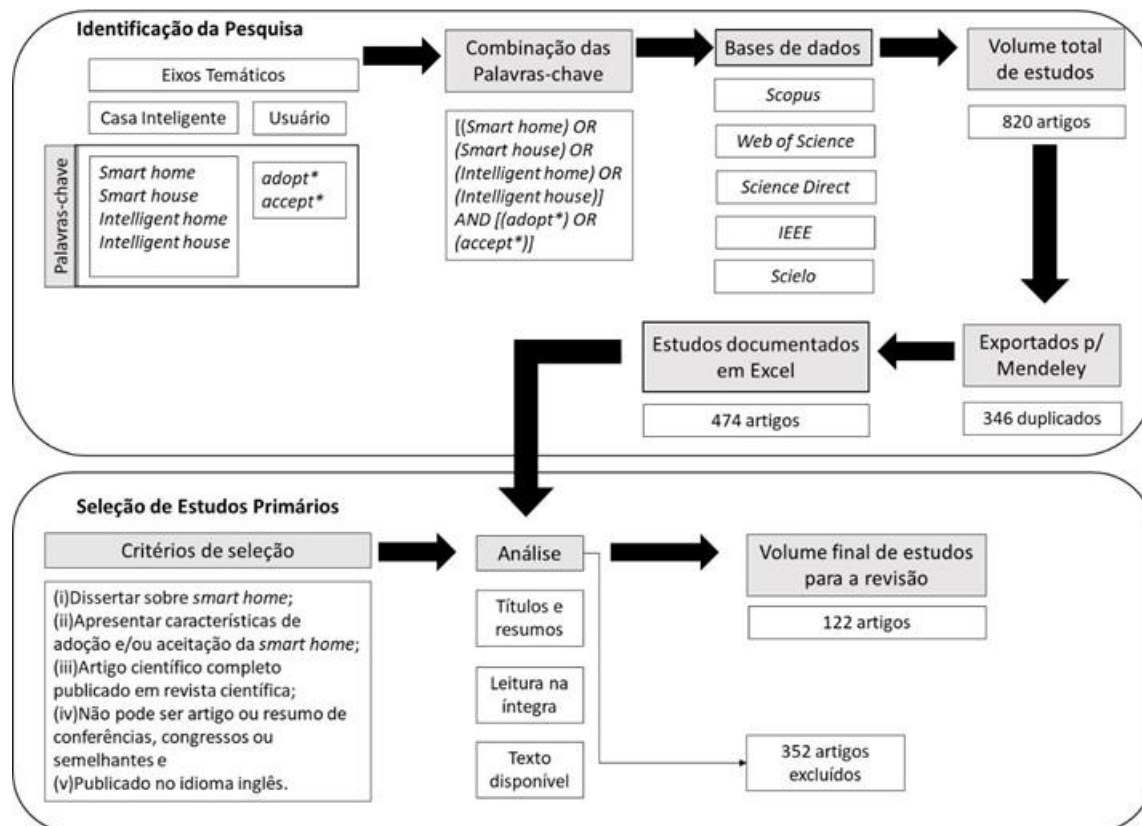 Identificação da Pesquisa
Eixos Temáticos
Casa Inteligente
Usuário
Palavras-chave
Smart home
Smart house
Intelligent home
Intelligent house
adopt*
accept*
Combinação das
Palavras-chave
[(Smart home) OR
(Smart house) OR
(Intelligent home) OR
(Intelligent house)]
AND [(adopt*) OR
(accept*)]
Bases de dados
Scopus
Web of Science
Science Direct
IEEE
Scielo
Volume total
de estudos
820 artigos
Exportados p/
Mendeley
346 duplicados
Estudos documentados
em Excel
474 artigos
Seleção de Estudos Primários
Critérios de seleção
(i)Dissertar sobre smart home;
(ii)Apresentar características de
adoção e/ou aceitação da smart home;
(iii)Artigo científico completo
publicado em revista científica;
(iv)Não pode ser artigo ou resumo de
conferências, congressos ou
semelhantes e
(v)Publicado no idioma inglês.
Análise
Títulos e
resumos
Leitura na
íntegra
Texto
disponível
Volume final de estudos
para a revisão
122 artigos
352 artigos
excluídos